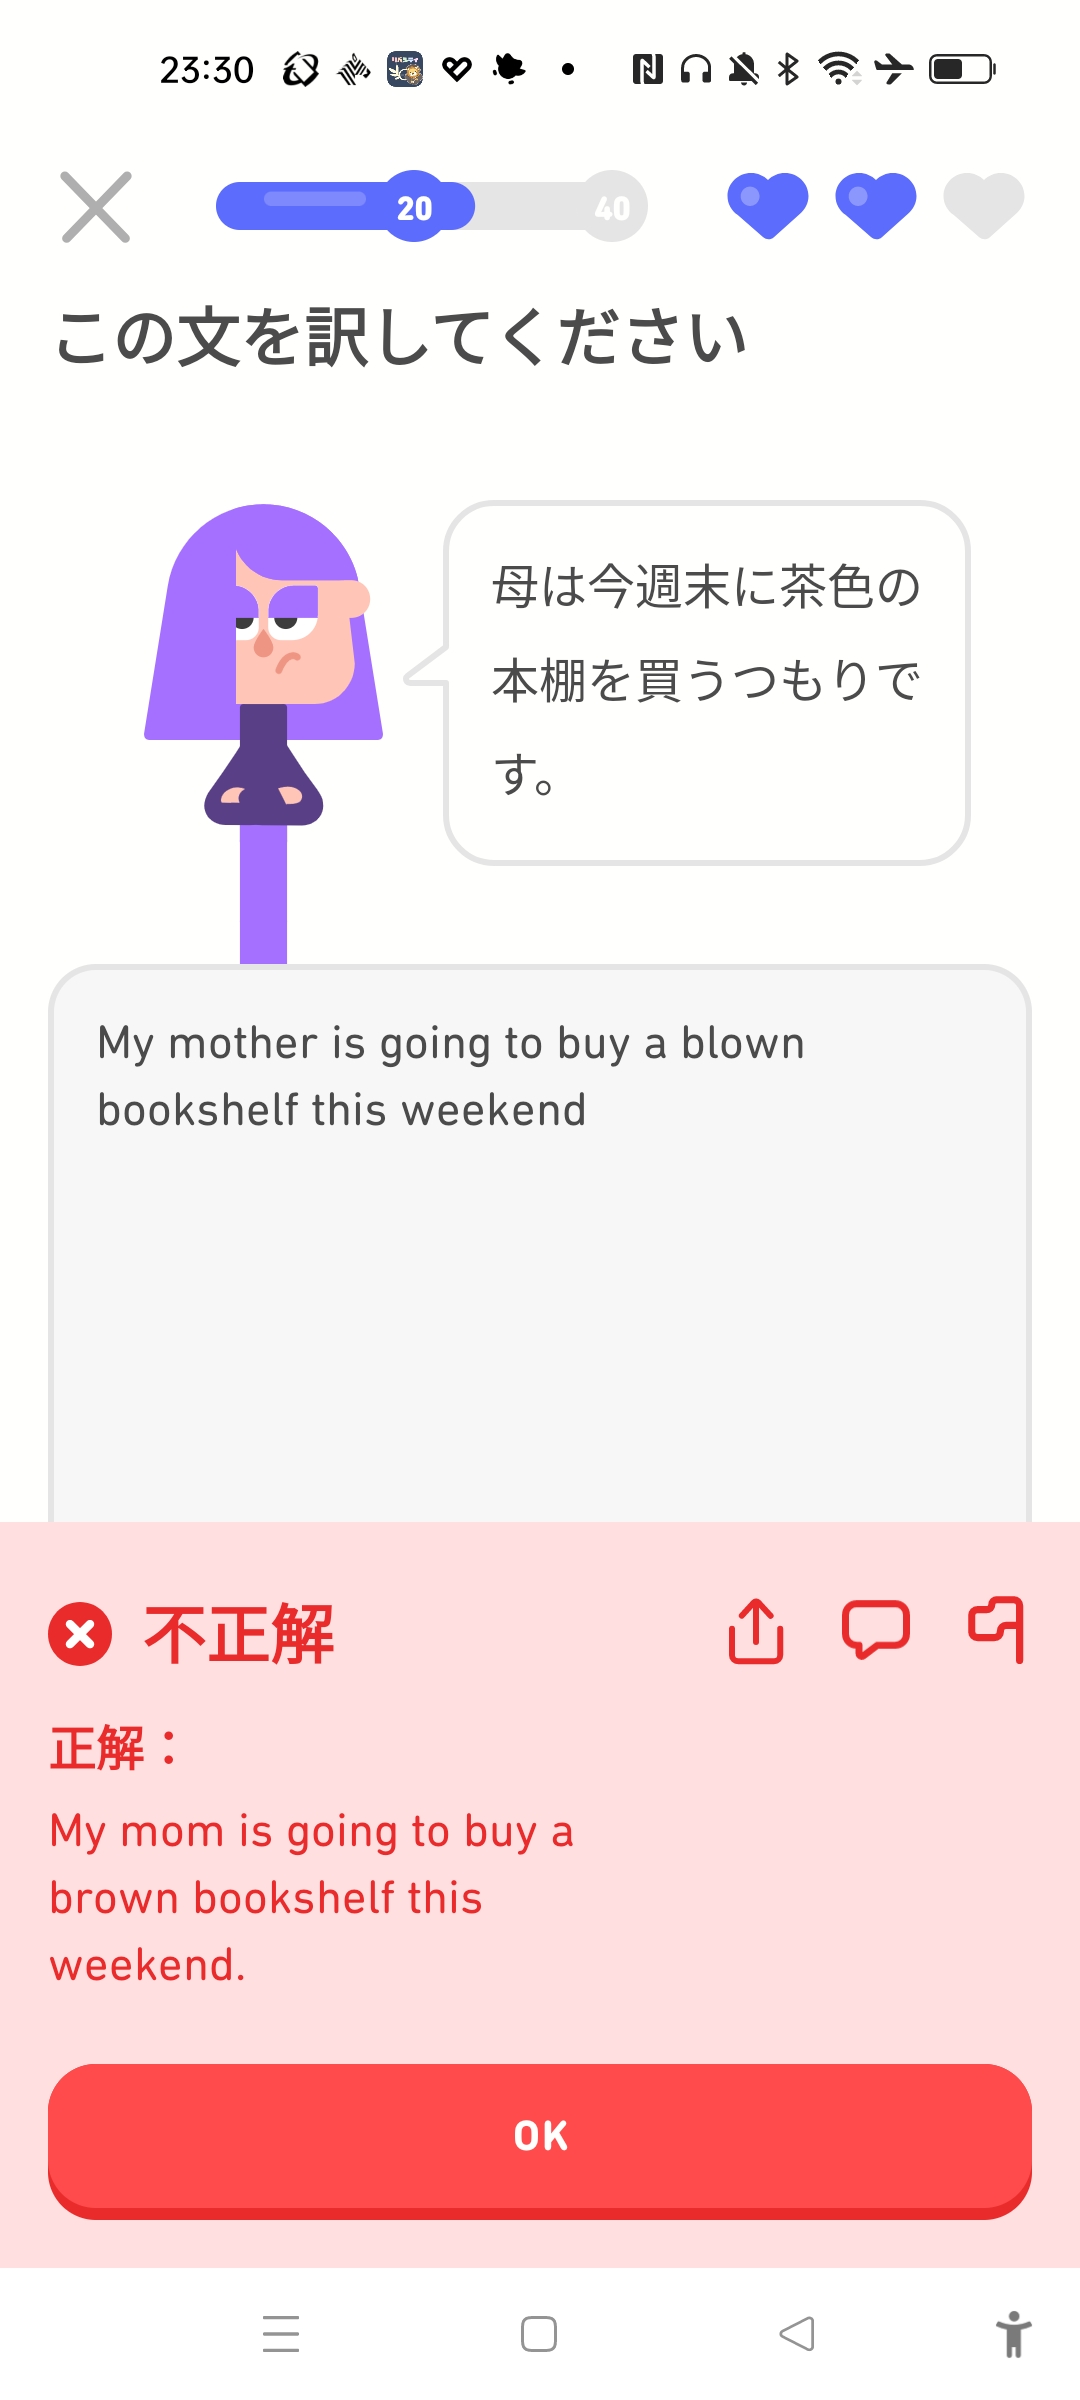 23:30
20
40
この文を訳してください
母は今週末に茶色の
本棚を買うつもりで
す。
My mother is going to buy a blown
bookshelf this weekend
不正解
正解：
My mom is going to buy a
brown bookshelf this
weekend.
OK